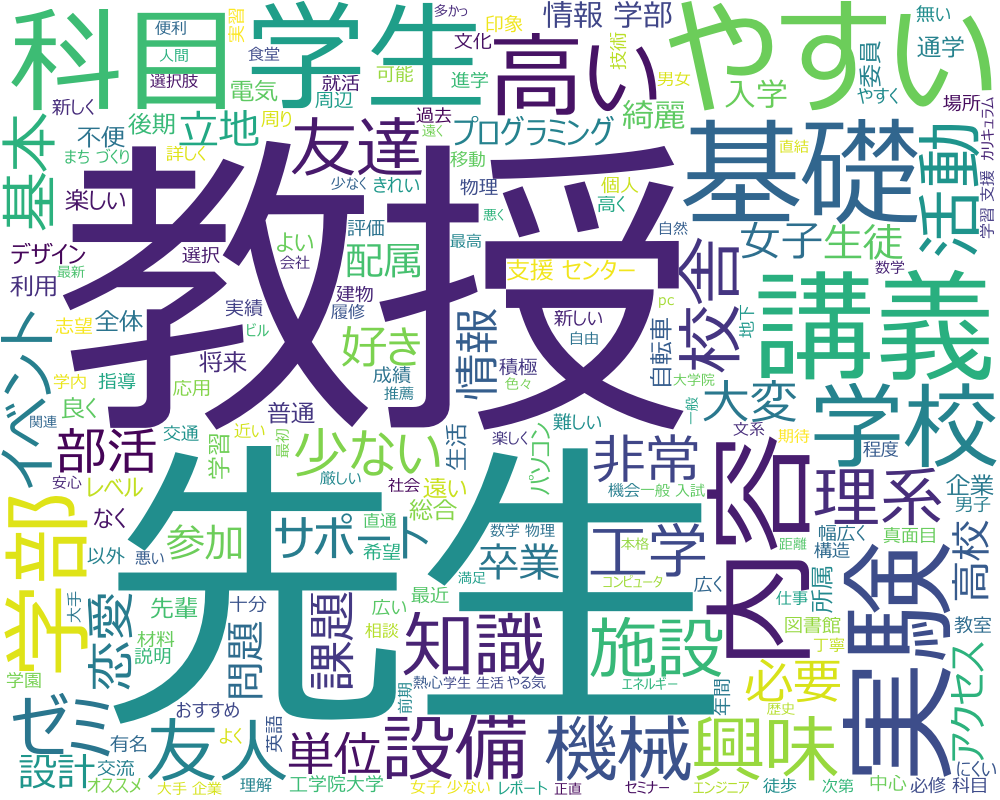 教授
先生
科目
学生
やすい
高い
基礎
講義
学校
内容
実験
学部
ゼミ
友人
友達
知識
設備
施設
機械
興味
必要
理系
工学
非常
大変
少ない
部活
イベント
サポート
参加
恋愛
課題
問題
単位
卒業
情報
校舎
活動
基本
立地
好き
配属
プログラミング
綺麗
入学
女子
生徒
アクセス
高校
設計
情報 学部
多かっ
印象
無い
便利
実習
人間
食堂
文化
技術
通学
委員
選択肢
就活
可能
進学
男女
やすく
場所
新しく
電気
周辺
過去
カリキュラム
後期
周り
遠く
不便
直結
まち づくり
詳しく
移動
学習 支援
楽しい
少なく
きれい
物理
個人
高く
悪く
デザイン
選択
評価
よい
最高
自然
最新
会社
支援 センター
数学
利用
実績
建物
履修
新しい
pc
地下
志望
全体
ビル
自由
自転車
将来
積極
学内
指導
応用
成績
推薦
色々
大学院
一般
良く
普通
関連
交通
学習
近い
最初
生活
楽しく
難しい
パソコン
文系
期待
程度
安心
レベル
厳しい
社会
遠い
機会
一般 入試
企業
男子
なく
総合
直通
希望
数学 物理
本格
距離
幅広く
構造
真面目
以外
悪い
満足
コンピュータ
広く
仕事
所属
大手
先輩
十分
広い
最近
図書館
教室
材料
説明
相談
丁寧
学園
前期
熱心
学生 生活
やる気
エネルギー
年間
歴史
おすすめ
英語
有名
よく
交流
オススメ
大手 企業
理解
工学院大学
女子 少ない
レポート
正直
セミナー
エンジニア
徒歩
次第
中心
必修 科目
にくい